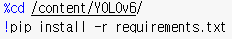 %cd /content/YOLOv6/
!pip install -r requirements.txt